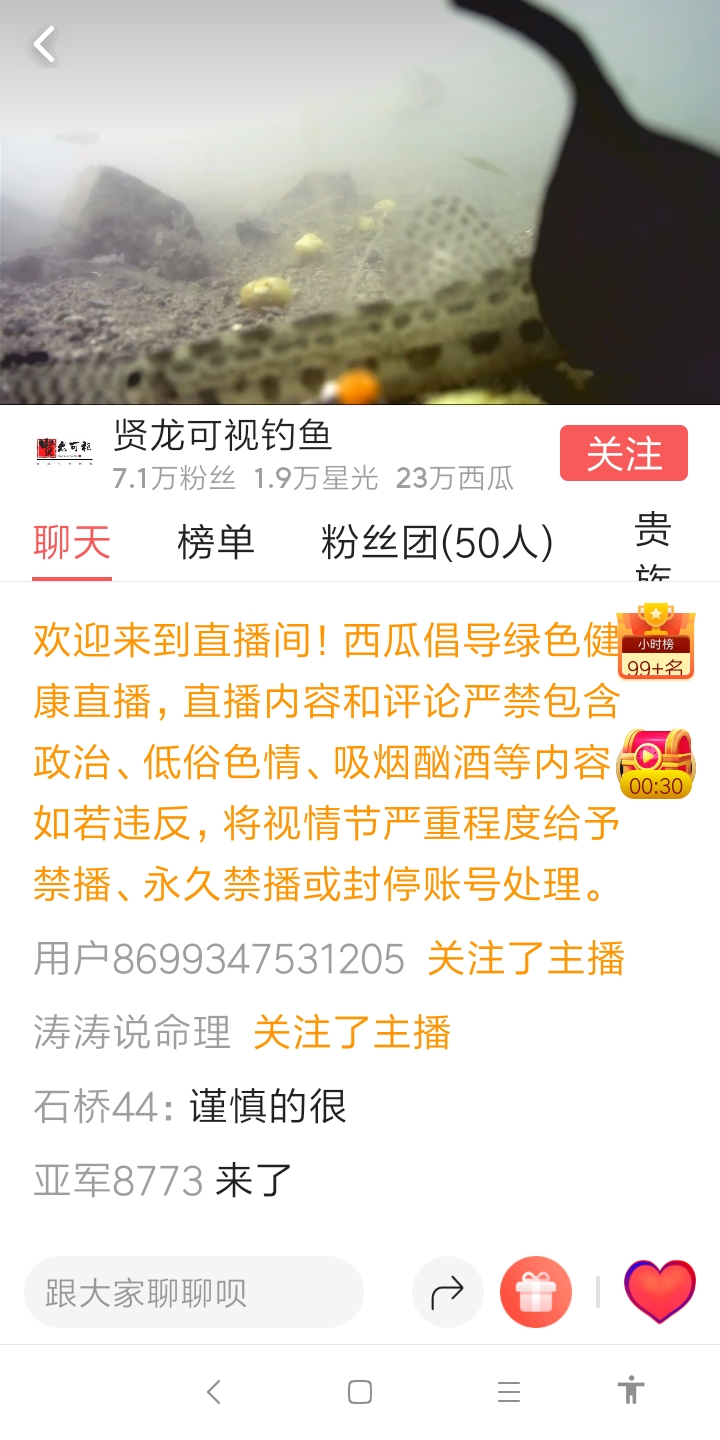 贤龙可视钓鱼
7.1万粉丝 1.9万星光 23万西瓜
关注
聊天 榜单 粉丝团(50人) 贵族
欢迎来到直播间！西瓜倡导绿色健
康直播，直播内容和评论严禁包含
政治、低俗色情、吸烟酗酒等内容
如若违反，将视情节严重程度给予
禁播、永久禁播或封停账号处理。
小时榜
99+名
00:30
用户8699347531205 关注了主播
涛涛说命理 关注了主播
石桥44：谨慎的很
亚军8773 来了
跟大家聊聊呗